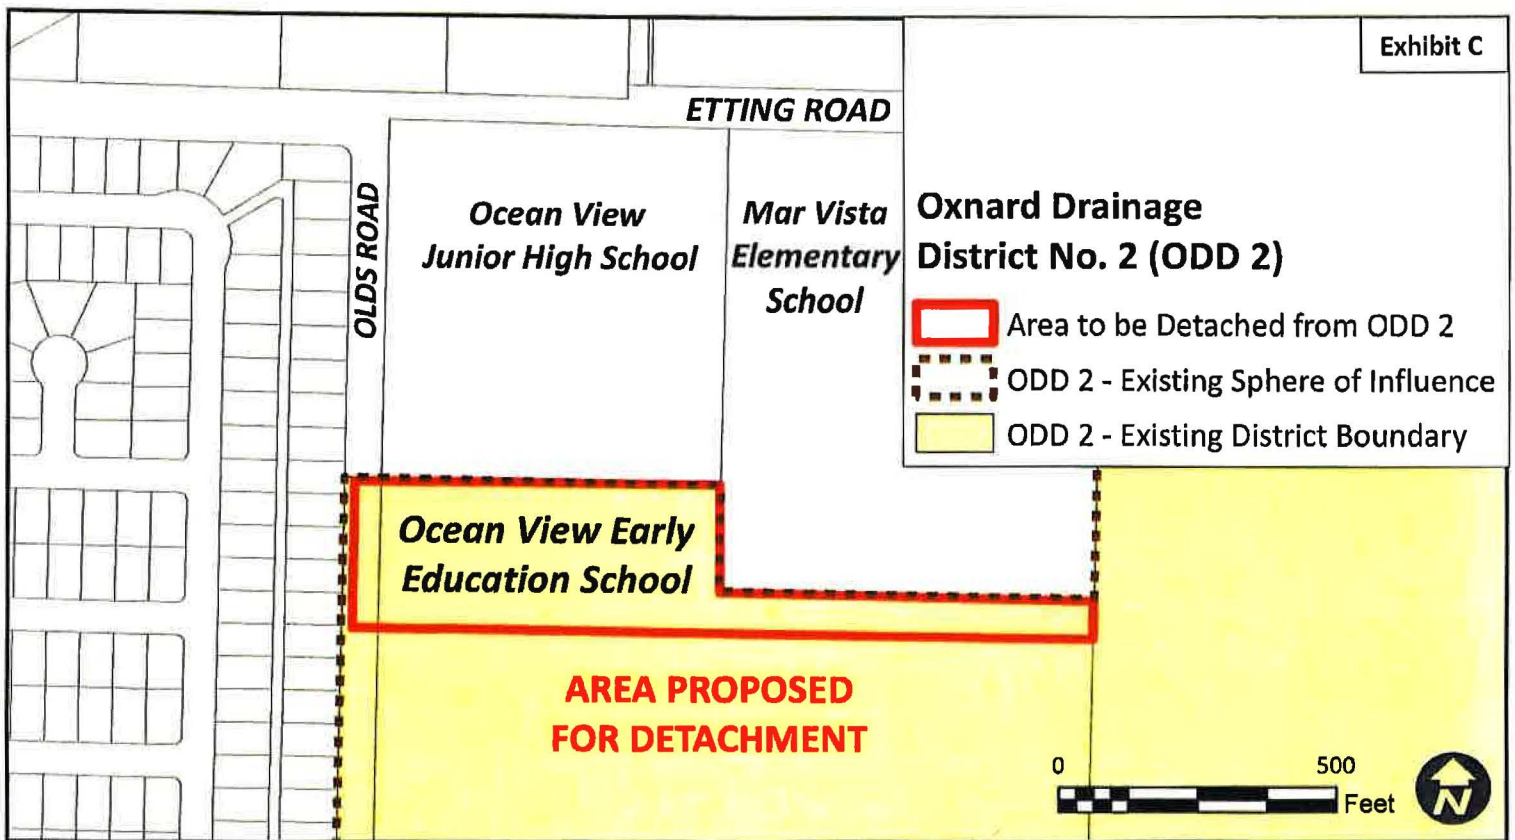 Exhibit C
ETTING ROAD
OLDS ROAD
Ocean View
Junior High School
Mar Vista
Elementary
School
Oxnard Drainage
District No. 2 (ODD 2)
Area to be Detached from ODD 2
ODD 2 - Existing Sphere of Influence
ODD 2 - Existing District Boundary
Ocean View Early
Education School
AREA PROPOSED
FOR DETACHMENT
0 500
Feet
N